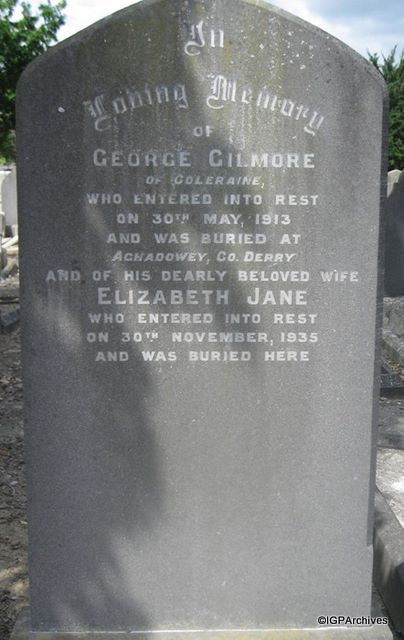 In
Loving Memory
OF
GEORGE GILMORE
OF COLERAINE,
WHO ENTERED INTO REST
ON 30TH MAY, 1913
AND WAS BURIED AT
AGHADOWEY, CO. DERRY
AND OF HIS DEARLY BELOVED WIFE
ELIZABETH JANE
WHO ENTERED INTO REST
ON 30TH NOVEMBER, 1935
AND WAS BURIED HERE
©IGPArchives